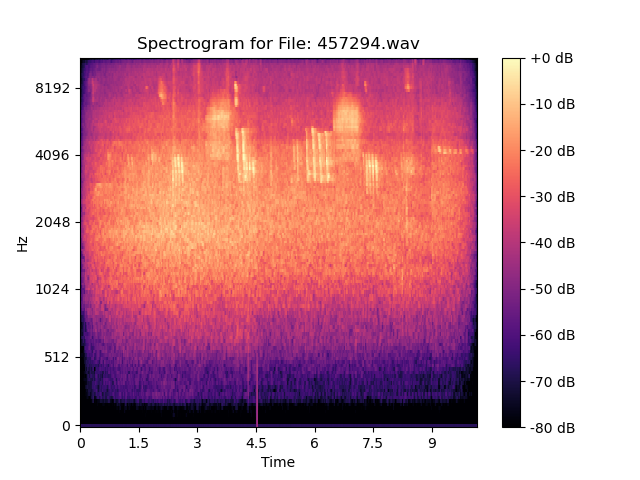 Spectrogram for File: 457294.wav
8192
4096
2048
1024
512
0
Hz
0 1.5 3 4.5 6 7.5 9
Time
+0 dB
-10 dB
-20 dB
-30 dB
-40 dB
-50 dB
-60 dB
-70 dB
-80 dB